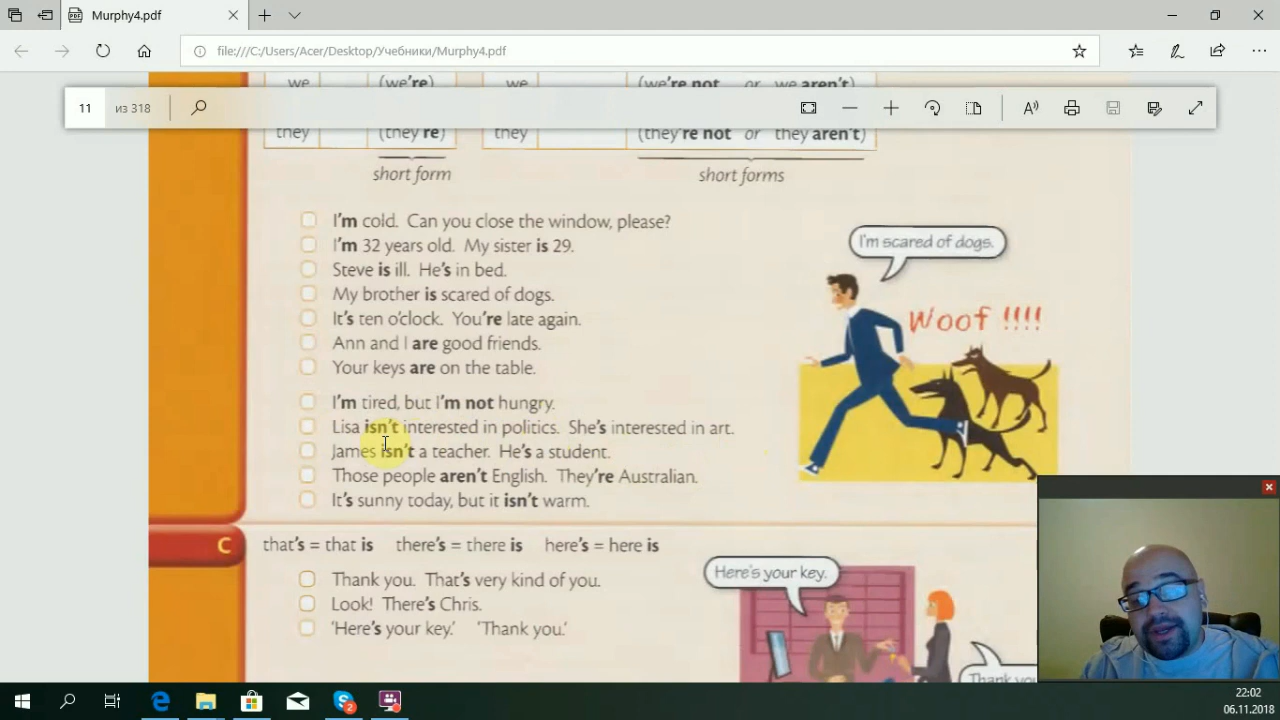 Murphy4.pdf
file:///C:/Users/Acer/Desktop/Учебники/Murphy4.pdf
we (we're) we (we're not or we aren't)
11 из 318
they (they're) they (they're not or they aren't)
short form short forms
I'm cold. Can you close the window, please?
I'm 32 years old. My sister is 29.
Steve is ill. He's in bed.
My brother is scared of dogs.
It's ten o'clock. You're late again.
Ann and I are good friends.
Your keys are on the table.
I'm scared of dogs.
Woof !!!!
I'm tired, but I'm not hungry.
Lisa isn't interested in politics. She's interested in art.
James isn't a teacher. He's a student.
Those people aren't English. They're Australian.
It's sunny today, but it isn't warm.
C that's = that is there's = there is here's = here is
Thank you. That's very kind of you.
Look! There's Chris.
'Here's your key.' 'Thank you.'
Here's your key.
Thank you
2
22:02
06.11.2018